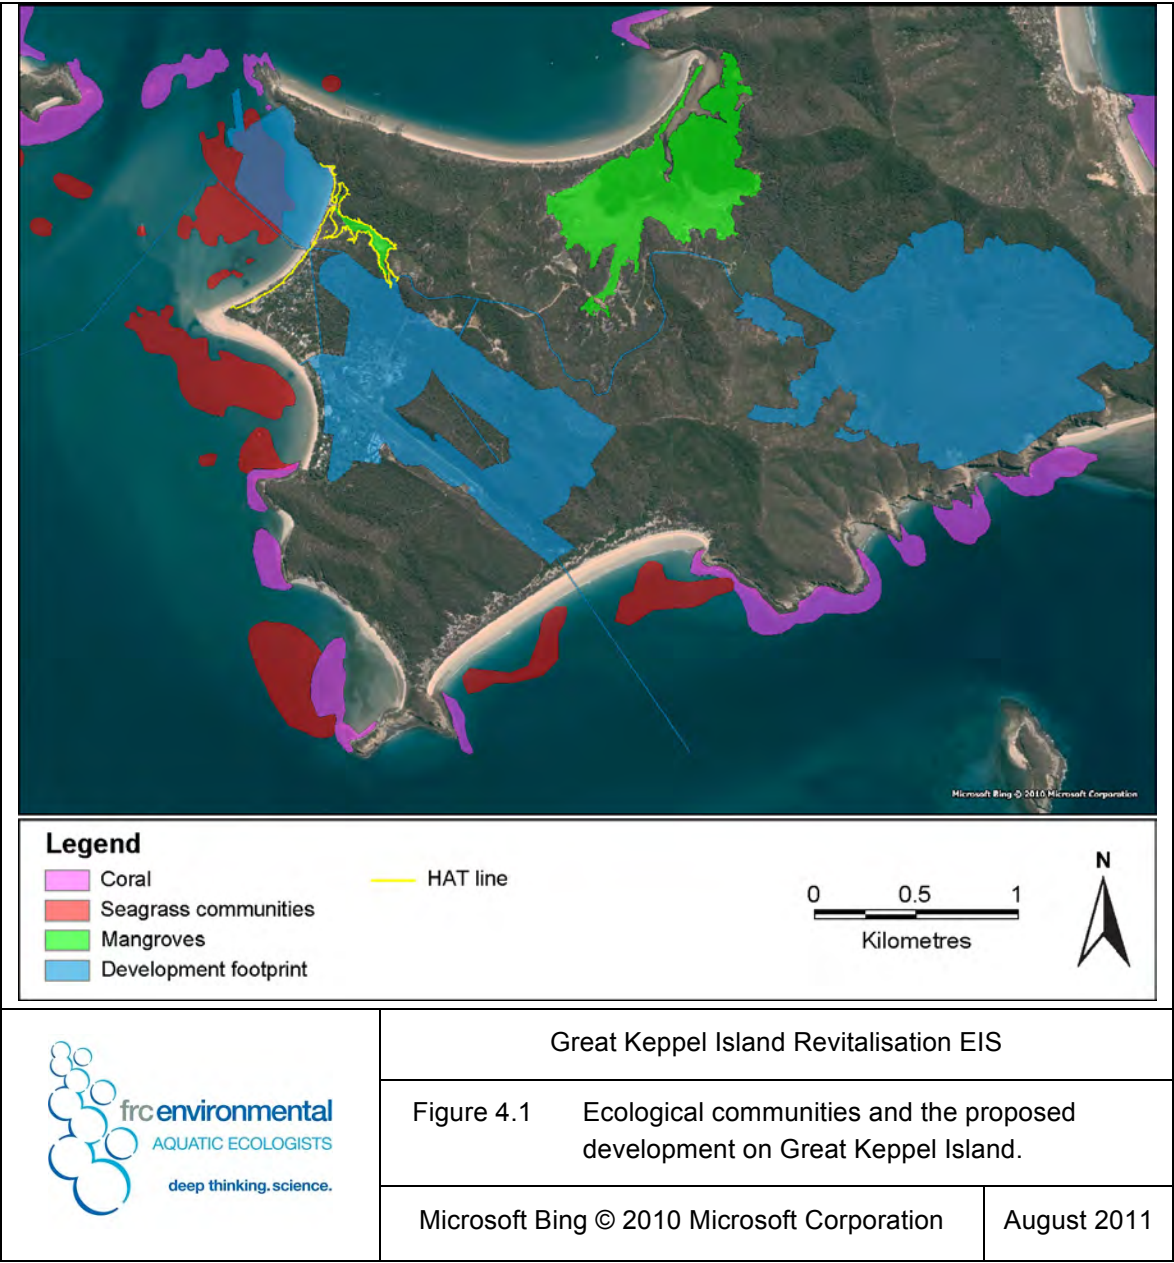 Microsoft Bing © 2010 Microsoft Corporation
Legend
Coral
HAT line
Seagrass communities
Mangroves
Development footprint
0 0.5 1
Kilometres
N
frcenvironmental
AQUATIC ECOLOGISTS
deep thinking.science.
Great Keppel Island Revitalisation EIS
Figure 4.1 Ecological communities and the proposed
development on Great Keppel Island.
Microsoft Bing © 2010 Microsoft Corporation
August 2011